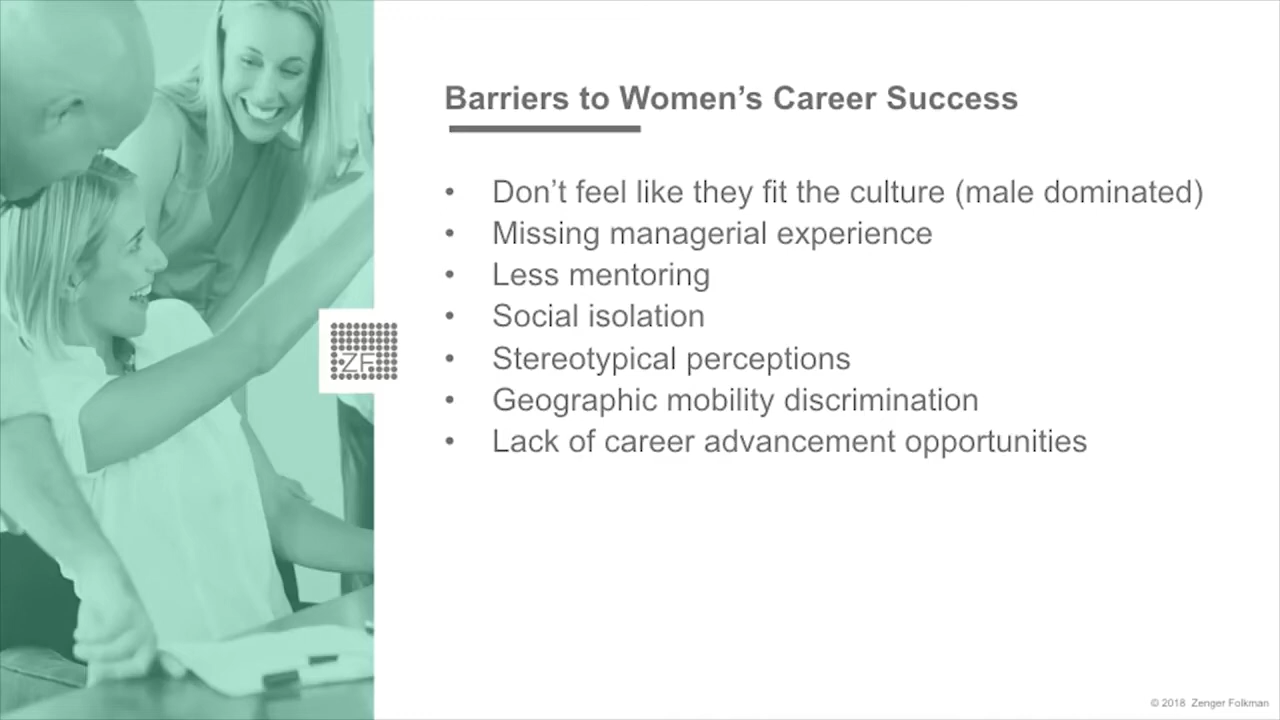 Barriers to Women’s Career Success
• Don’t feel like they fit the culture (male dominated)
• Missing managerial experience
• Less mentoring
• Social isolation
• Stereotypical perceptions
• Geographic mobility discrimination
• Lack of career advancement opportunities
ZF
© 2018 Zenger Folkman